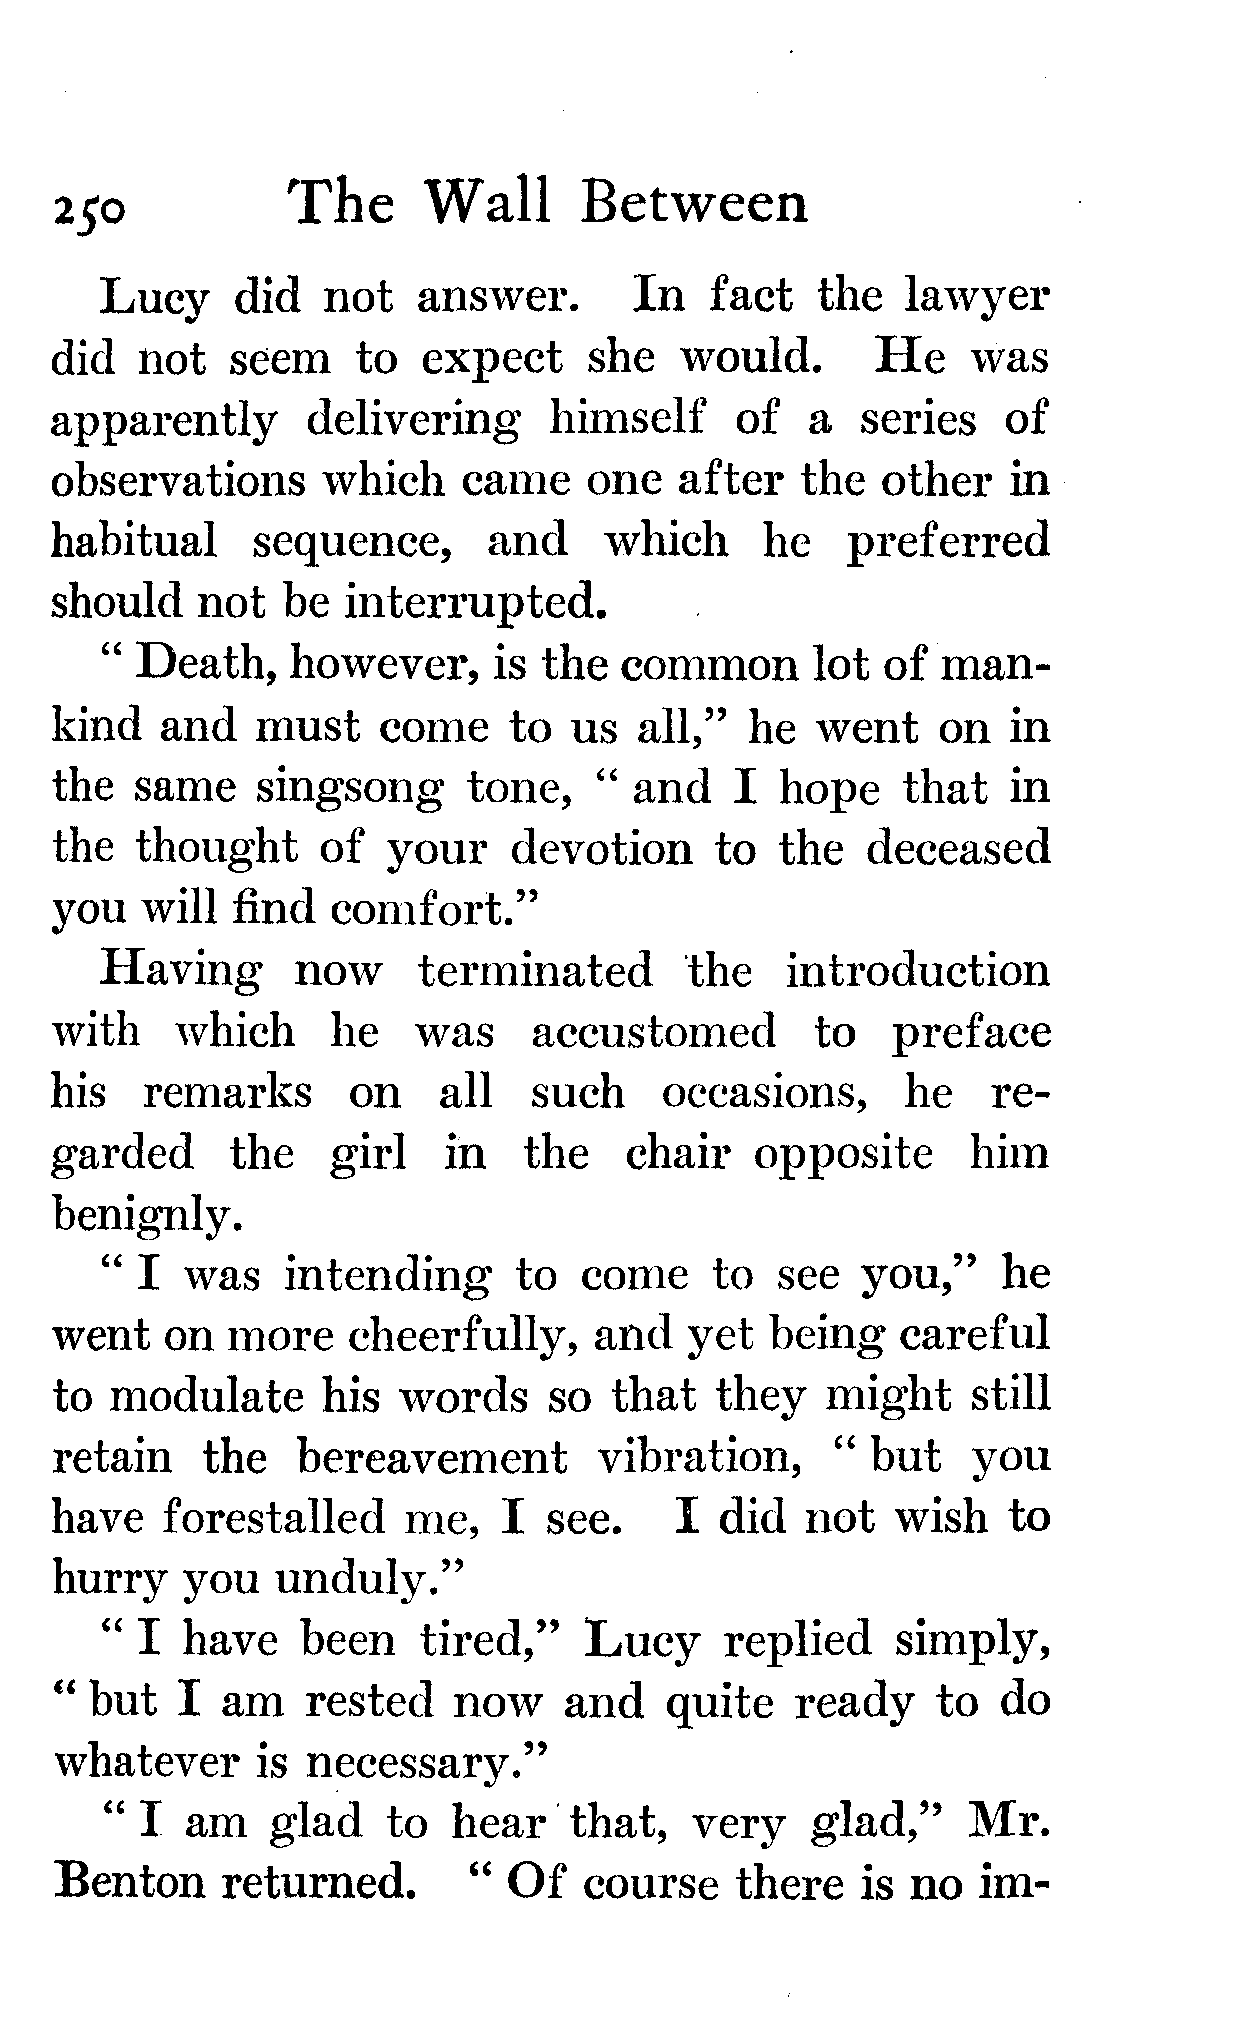 250 The Wall Between
Lucy did not answer. In fact the lawyer
did not seem to expect she would. He was
apparently delivering himself of a series of
observations which came one after the other in
habitual sequence, and which he preferred
should not be interrupted.
“ Death, however, is the common lot of man-
kind and must come to us all,” he went on in
the same singsong tone, “ and I hope that in
the thought of your devotion to the deceased
you will find comfort.”
Having now terminated the introduction
with which he was accustomed to preface
his remarks on all such occasions, he re-
garded the girl in the chair opposite him
benignly.
“ I was intending to come to see you,” he
went on more cheerfully, and yet being careful
to modulate his words so that they might still
retain the bereavement vibration, “ but you
have forestalled me, I see. I did not wish to
hurry you unduly.”
“ I have been tired,” Lucy replied simply,
“ but I am rested now and quite ready to do
whatever is necessary.”
“ I am glad to hear that, very glad,” Mr.
Benton returned. “ Of course there is no im-